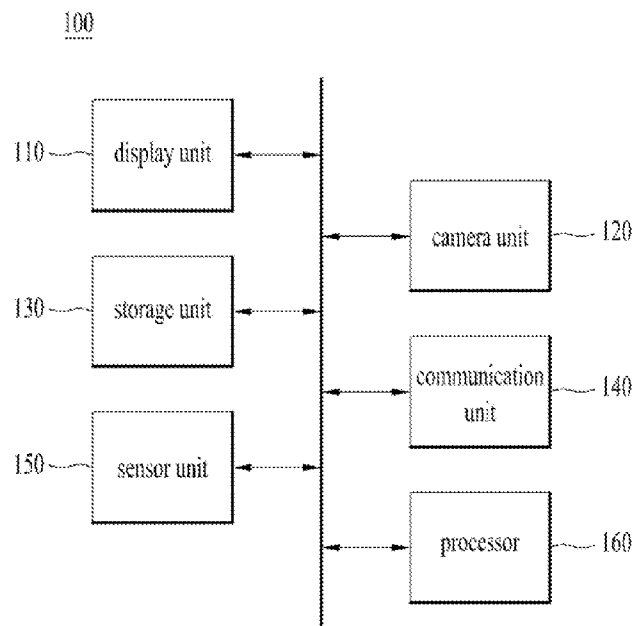 100
110
display unit
camera unit
120
130
storage unit
communication
unit
140
150
sensor unit
processor
160